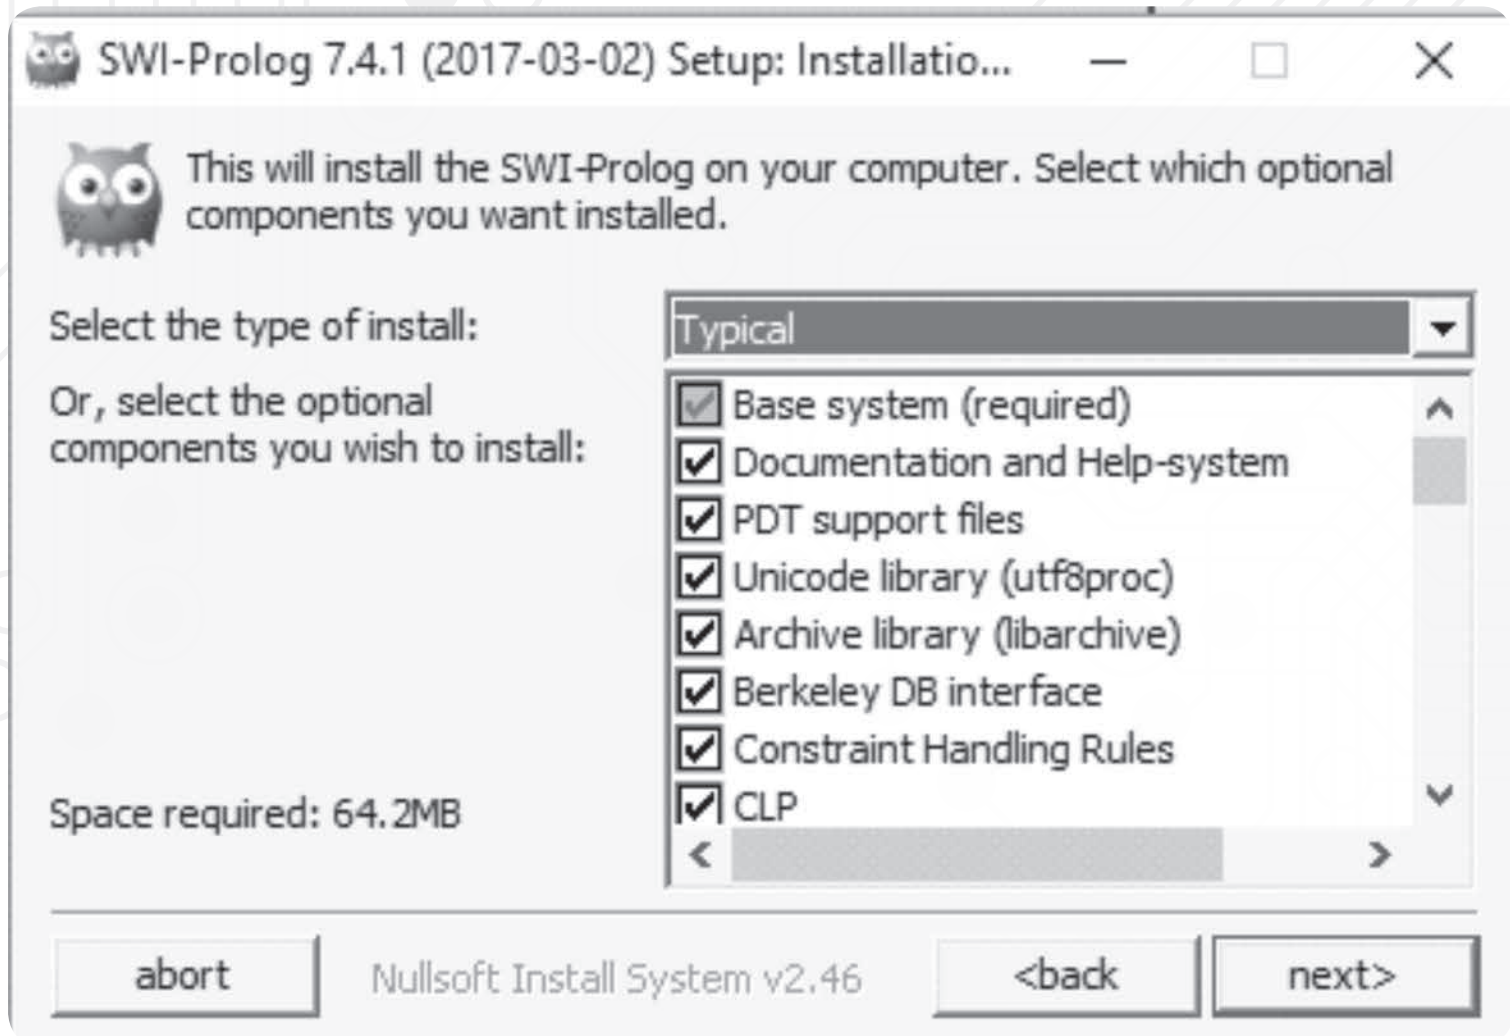 SWI-Prolog 7.4.1 (2017-03-02) Setup: Installatio...
This will install the SWI-Prolog on your computer. Select which optional
components you want installed.
Select the type of install:
Typical
Or, select the optional
components you wish to install:
Base system (required)
Documentation and Help-system
PDT support files
Unicode library (utf8proc)
Archive library (libarchive)
Berkeley DB interface
Constraint Handling Rules
CLP
Space required: 64.2MB
abort
Nullsoft Install System v2.46
<back
next>